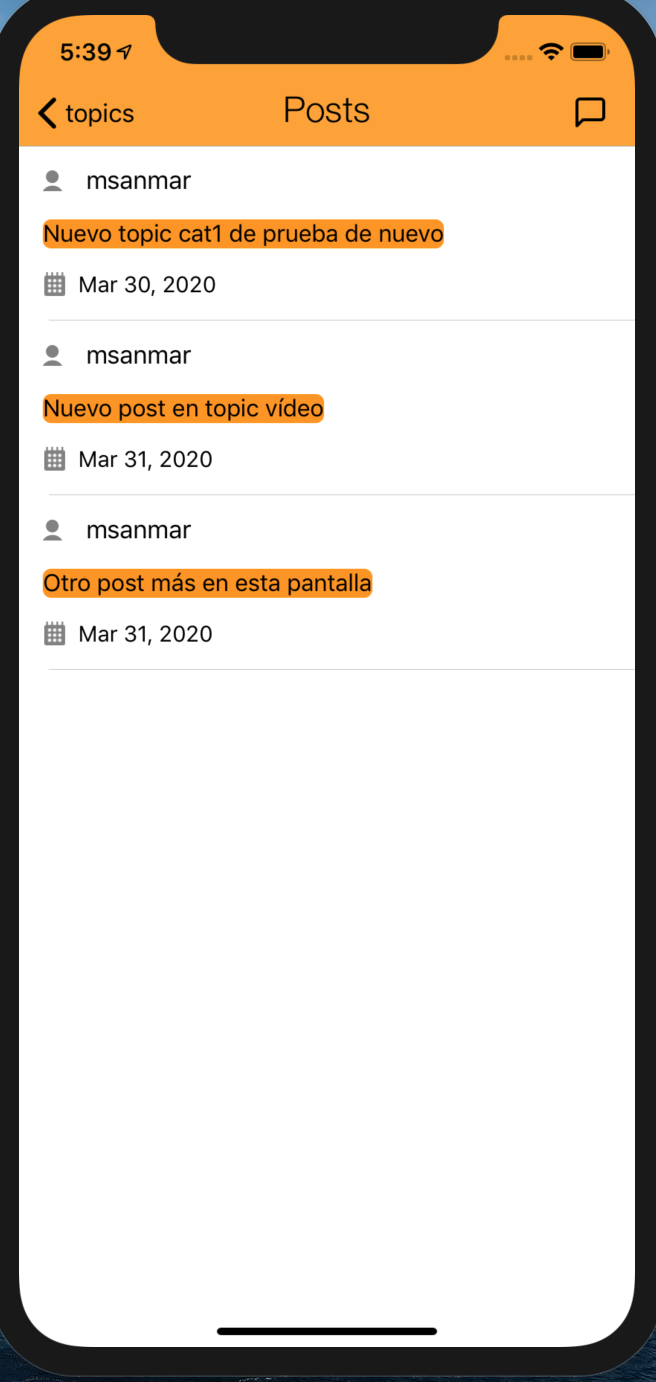 5:39
topics
Posts
msanmar
Nuevo topic cat1 de prueba de nuevo
Mar 30, 2020
msanmar
Nuevo post en topic vídeo
Mar 31, 2020
msanmar
Otro post más en esta pantalla
Mar 31, 2020